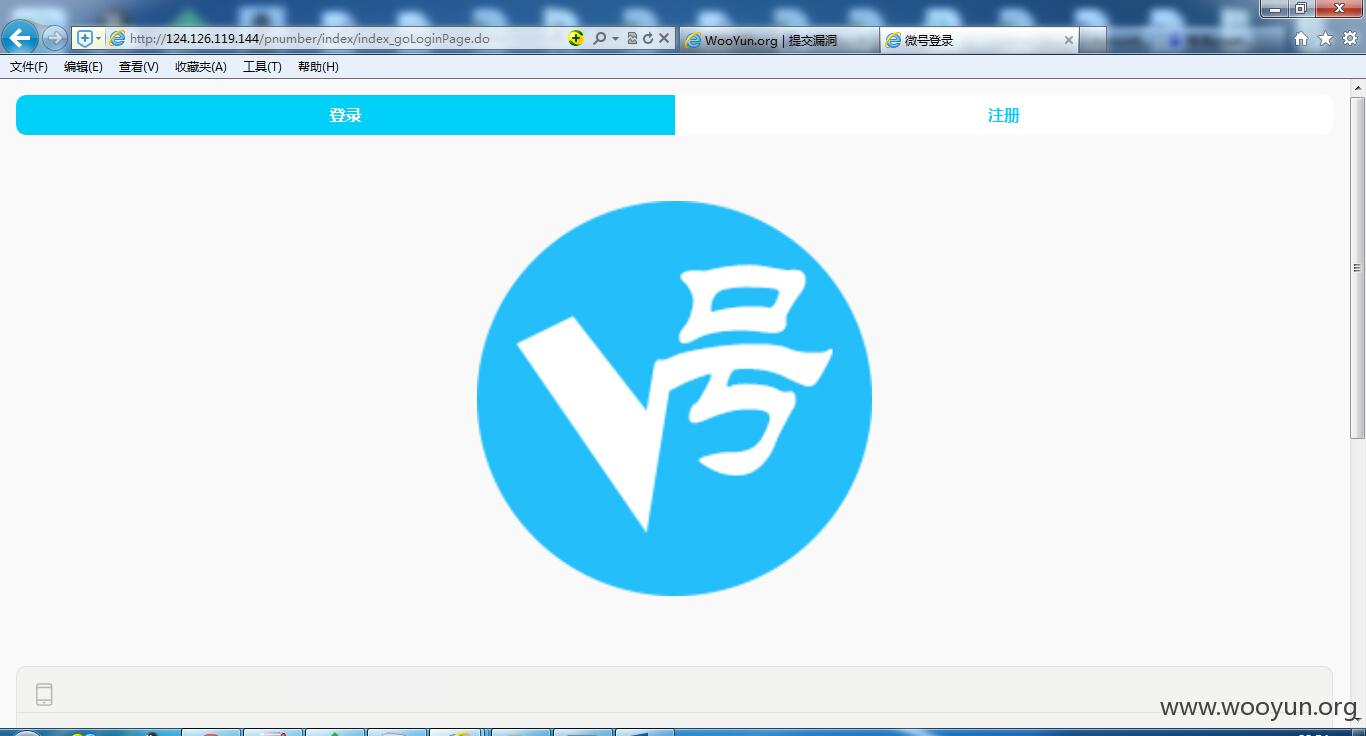 http://124.126.119.144/pnumber/index/index_goLoginPage.do
WooYun.org | 提交漏洞
微号登录
文件(F) 编辑(E) 查看(V) 收藏夹(A) 工具(T) 帮助(H)
登录 注册
V号
www.wooyun.org